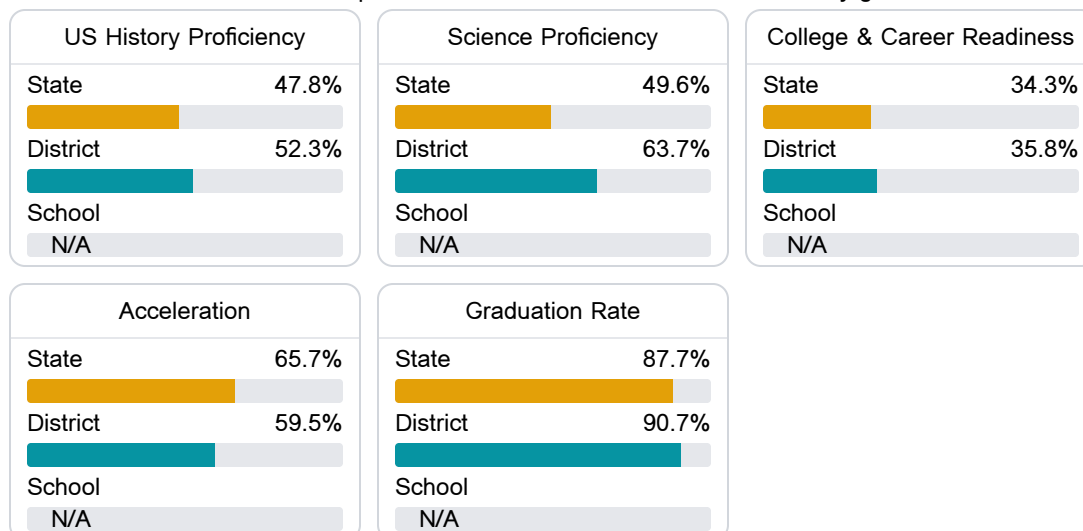 US History Proficiency
State 47.8%
District 52.3%
School
N/A
Science Proficiency
State 49.6%
District 63.7%
School
N/A
College & Career Readiness
State 34.3%
District 35.8%
School
N/A
Acceleration
State 65.7%
District 59.5%
School
N/A
Graduation Rate
State 87.7%
District 90.7%
School
N/A